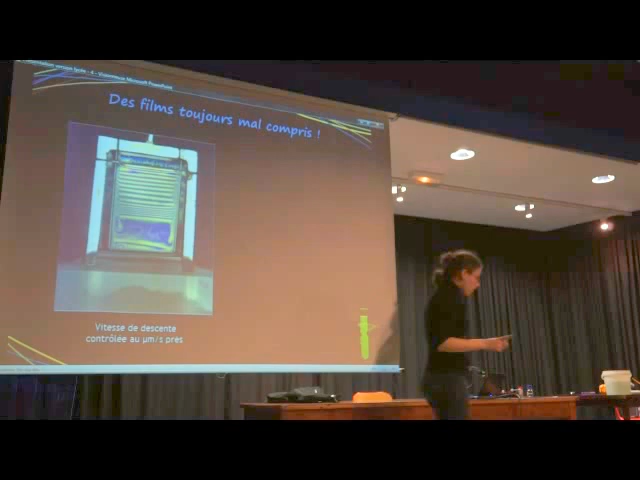 Des films toujours mal compris !
Vitesse de descente
contrôlée au µm/s près